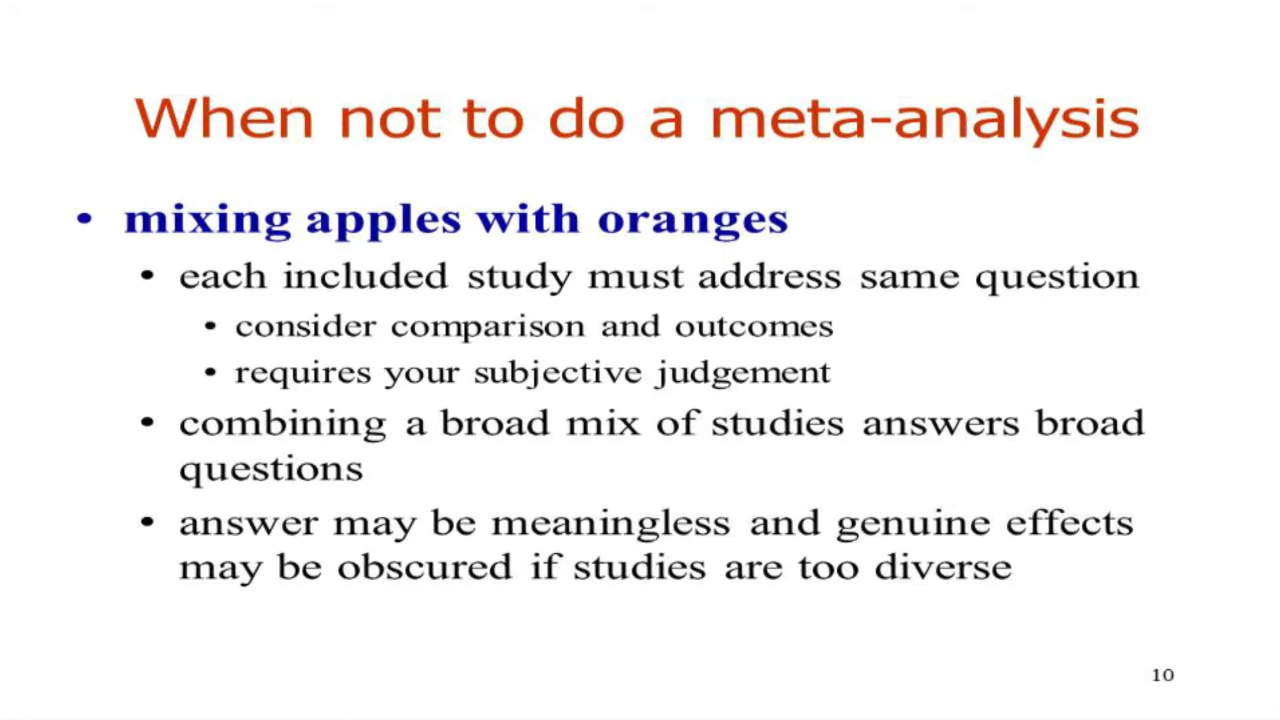 When not to do a meta-analysis
• mixing apples with oranges
• each included study must address same question
• consider comparison and outcomes
• requires your subjective judgement
• combining a broad mix of studies answers broad
questions
• answer may be meaningless and genuine effects
may be obscured if studies are too diverse
10